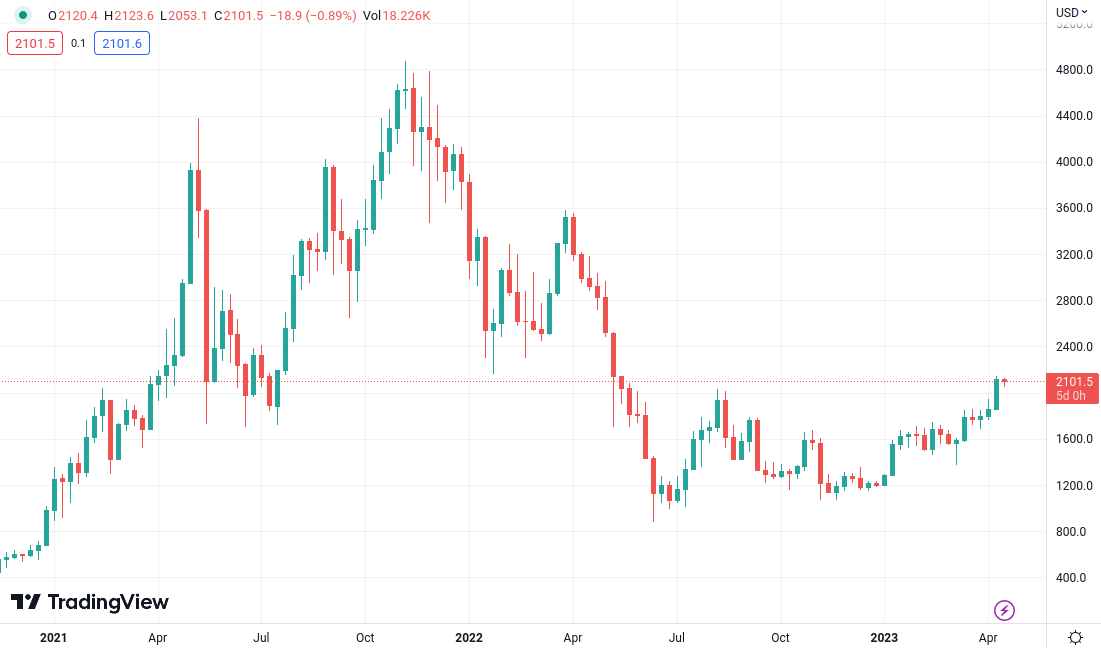 O2120.4 H2123.6 L2053.1 C2101.5 −18.9 (−0.89%) Vol18.226K
USD
5200.0
2101.5 0.1 2101.6
4800.0
4400.0
4000.0
3600.0
3200.0
2800.0
2400.0
2101.5
5d 0h
1600.0
1200.0
800.0
400.0
TradingView
2021 Apr Jul Oct 2022 Apr Jul Oct 2023 Apr